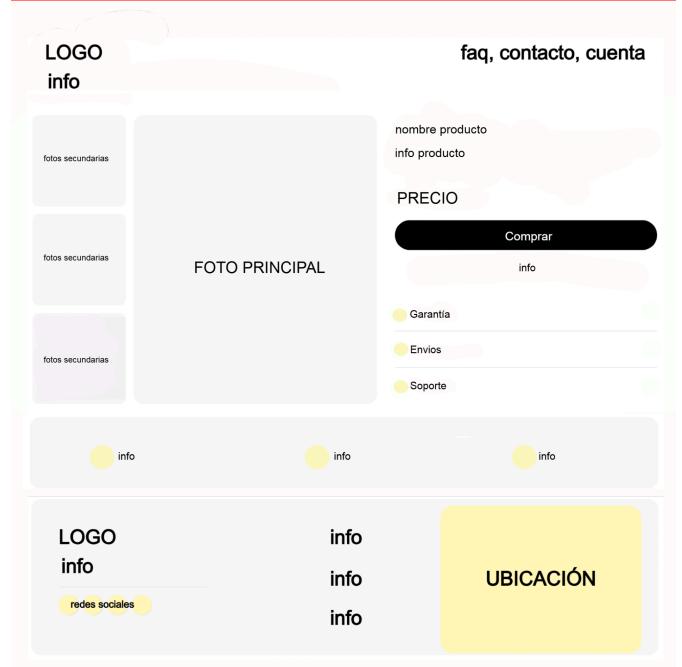 LOGO
info
faq, contacto, cuenta
fotos secundarias
fotos secundarias
fotos secundarias
FOTO PRINCIPAL
nombre producto
info producto
PRECIO
Comprar
info
Garantía
Envios
Soporte
info
info
info
LOGO
info
redes sociales
info
info
info
UBICACIÓN